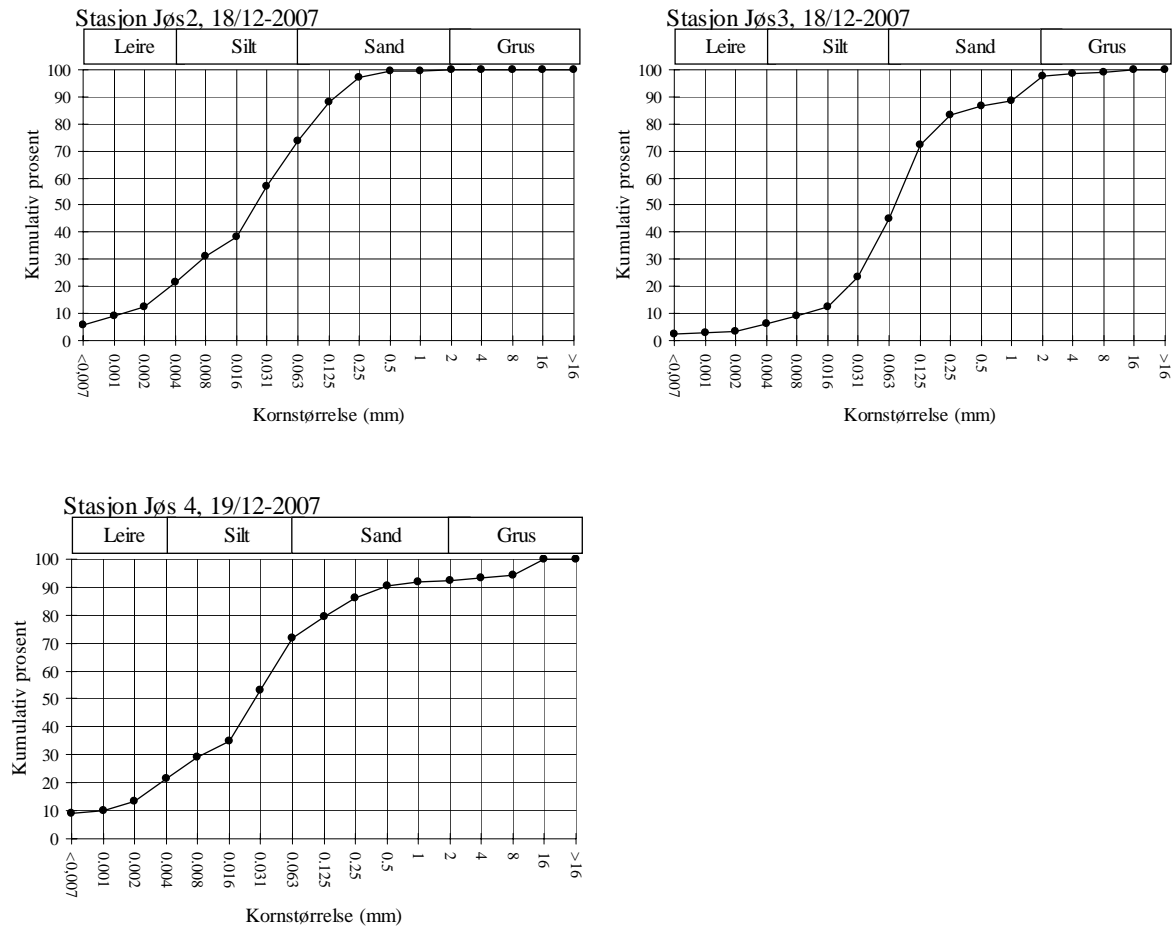 Stasjon Jøs2, 18/12-2007
Leire Silt Sand Grus
100
90
80
70
60
50
40
30
20
10
0
Kumulativ prosent
<0,007 0.001 0.002 0.004 0.008 0.016 0.031 0.063 0.125 0.25 0.5 1 2 4 8 16 >16
Kornstørrelse (mm)
Stasjon Jøs3, 18/12-2007
Leire Silt Sand Grus
100
90
80
70
60
50
40
30
20
10
0
Kumulativ prosent
<0,007 0.001 0.002 0.004 0.008 0.016 0.031 0.063 0.125 0.25 0.5 1 2 4 8 16 >16
Kornstørrelse (mm)
Stasjon Jøs 4, 19/12-2007
Leire Silt Sand Grus
100
90
80
70
60
50
40
30
20
10
0
Kumulativ prosent
<0,007 0.001 0.002 0.004 0.008 0.016 0.031 0.063 0.125 0.25 0.5 1 2 4 8 16 >16
Kornstørrelse (mm)